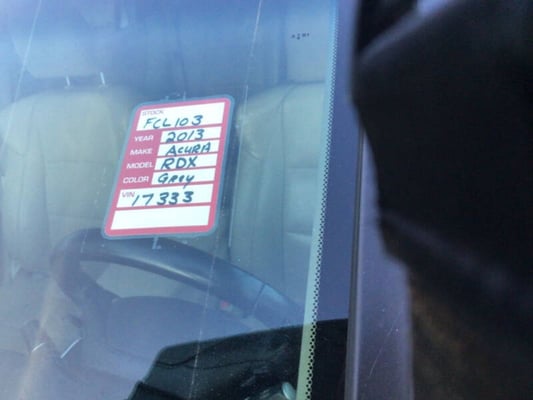 STOCK
FCL103
YEAR 2013
MAKE ACURA
MODEL RDX
COLOR Grey
VIN
17333